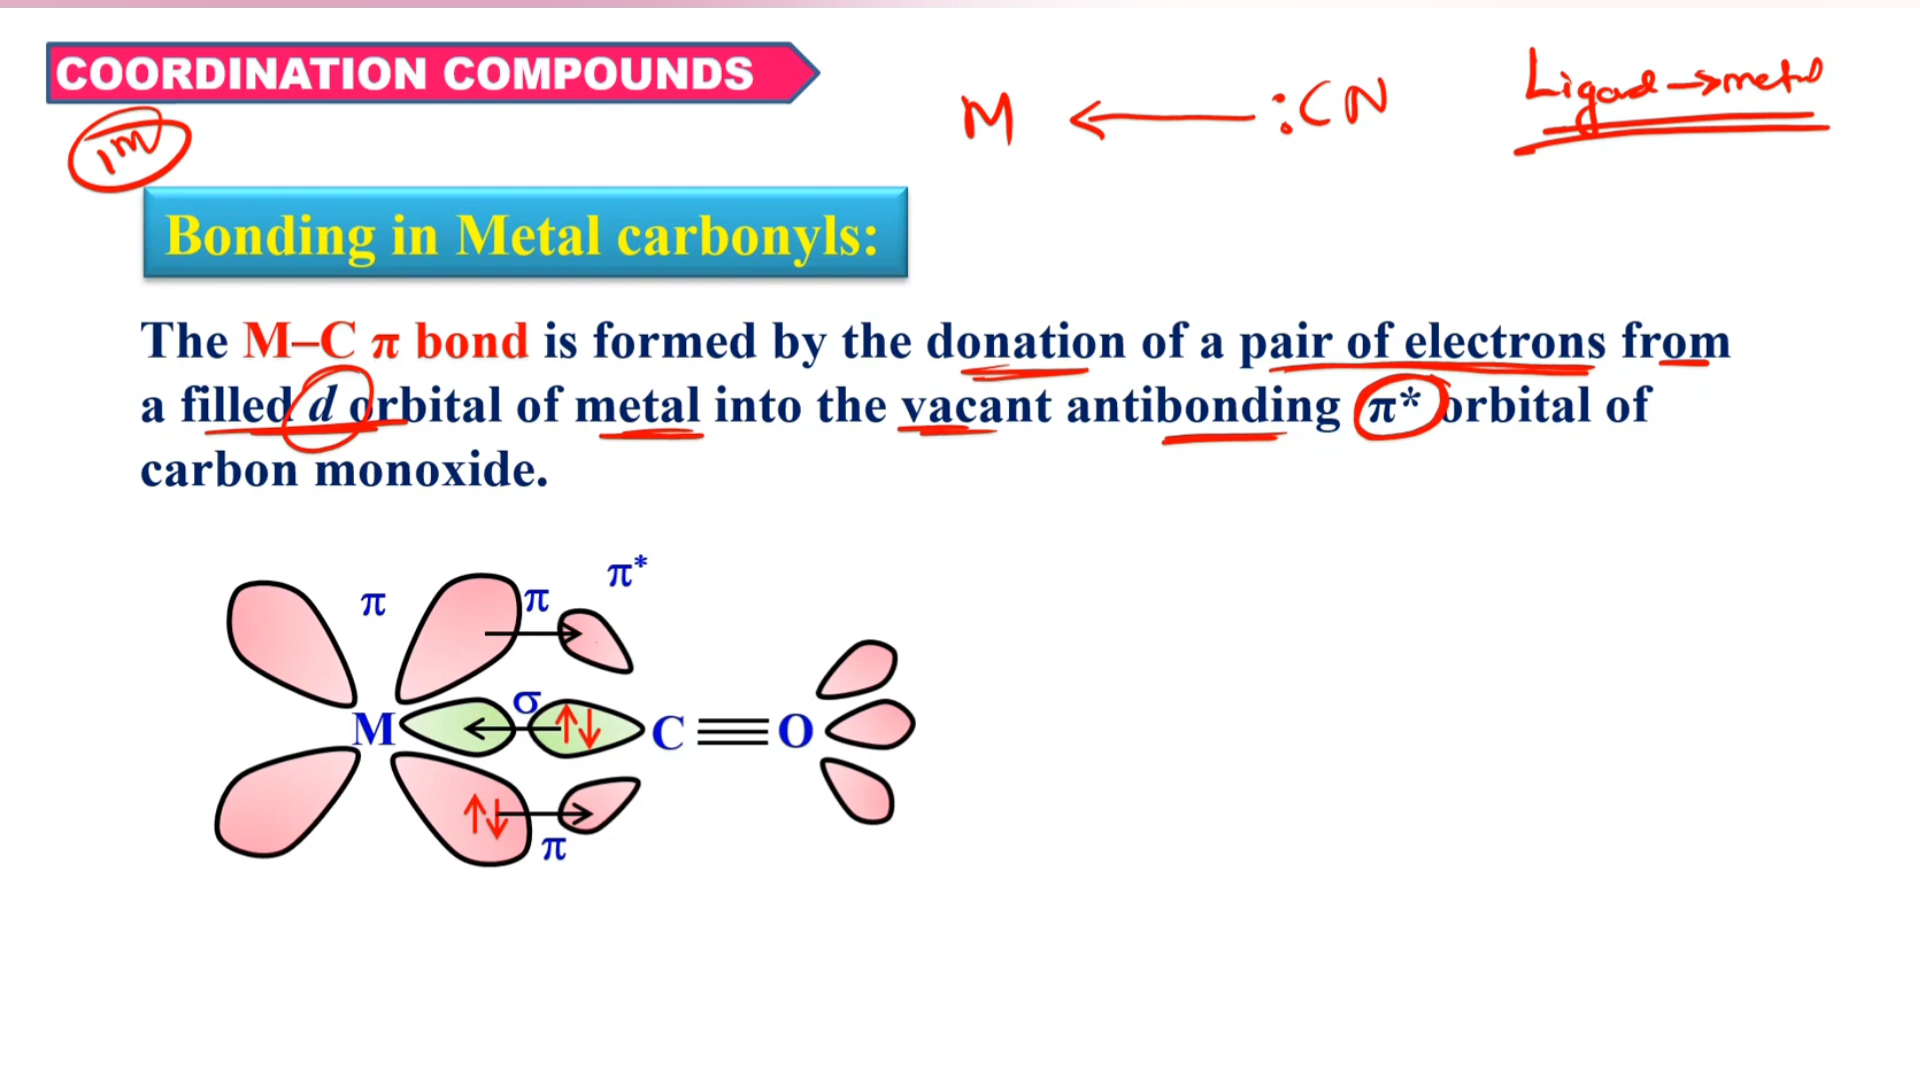 COORDINATION COMPOUNDS
M ← :CN
Ligand → metal
1M
Bonding in Metal carbonyls:
The M–C π bond is formed by the donation of a pair of electrons from
a filled d orbital of metal into the vacant antibonding π* orbital of
carbon monoxide.
π*
π π
σ
M C≡O
π